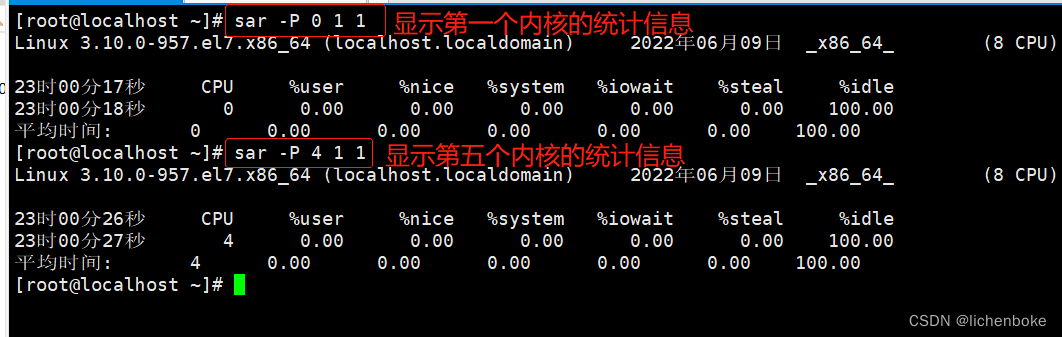 [root@localhost ~]# sar -P 0 1 1 显示第一个内核的统计信息
Linux 3.10.0-957.el7.x86_64 (localhost.localdomain) 2022年06月09日 _x86_64_ (8 CPU)
23时00分17秒 CPU %user %nice %system %iowait %steal %idle
23时00分18秒 0 0.00 0.00 0.00 0.00 0.00 100.00
平均时间: 0 0.00 0.00 0.00 0.00 0.00 100.00
[root@localhost ~]# sar -P 4 1 1 显示第五个内核的统计信息
Linux 3.10.0-957.el7.x86_64 (localhost.localdomain) 2022年06月09日 _x86_64_ (8 CPU)
23时00分26秒 CPU %user %nice %system %iowait %steal %idle
23时00分27秒 4 0.00 0.00 0.00 0.00 0.00 100.00
平均时间: 4 0.00 0.00 0.00 0.00 0.00 100.00
[root@localhost ~]#
CSDN @lichenboke